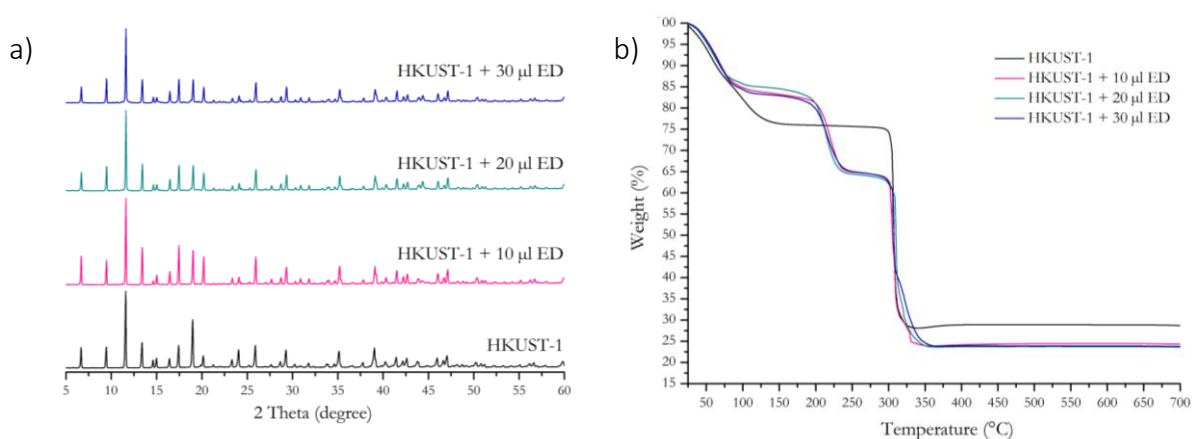 a)
HKUST-1 + 30 µl ED
HKUST-1 + 20 µl ED
HKUST-1 + 10 µl ED
HKUST-1
5 10 15 20 25 30 35 40 45 50 55 60
2 Theta (degree)
b)
00
95
90
85
80
75
70
65
60
55
50
45
40
35
30
25
20
15
Weight (%)
HKUST-1
HKUST-1 + 10 µl ED
HKUST-1 + 20 µl ED
HKUST-1 + 30 µl ED
50 100 150 200 250 300 350 400 450 500 550 600 650 700
Temperature (°C)